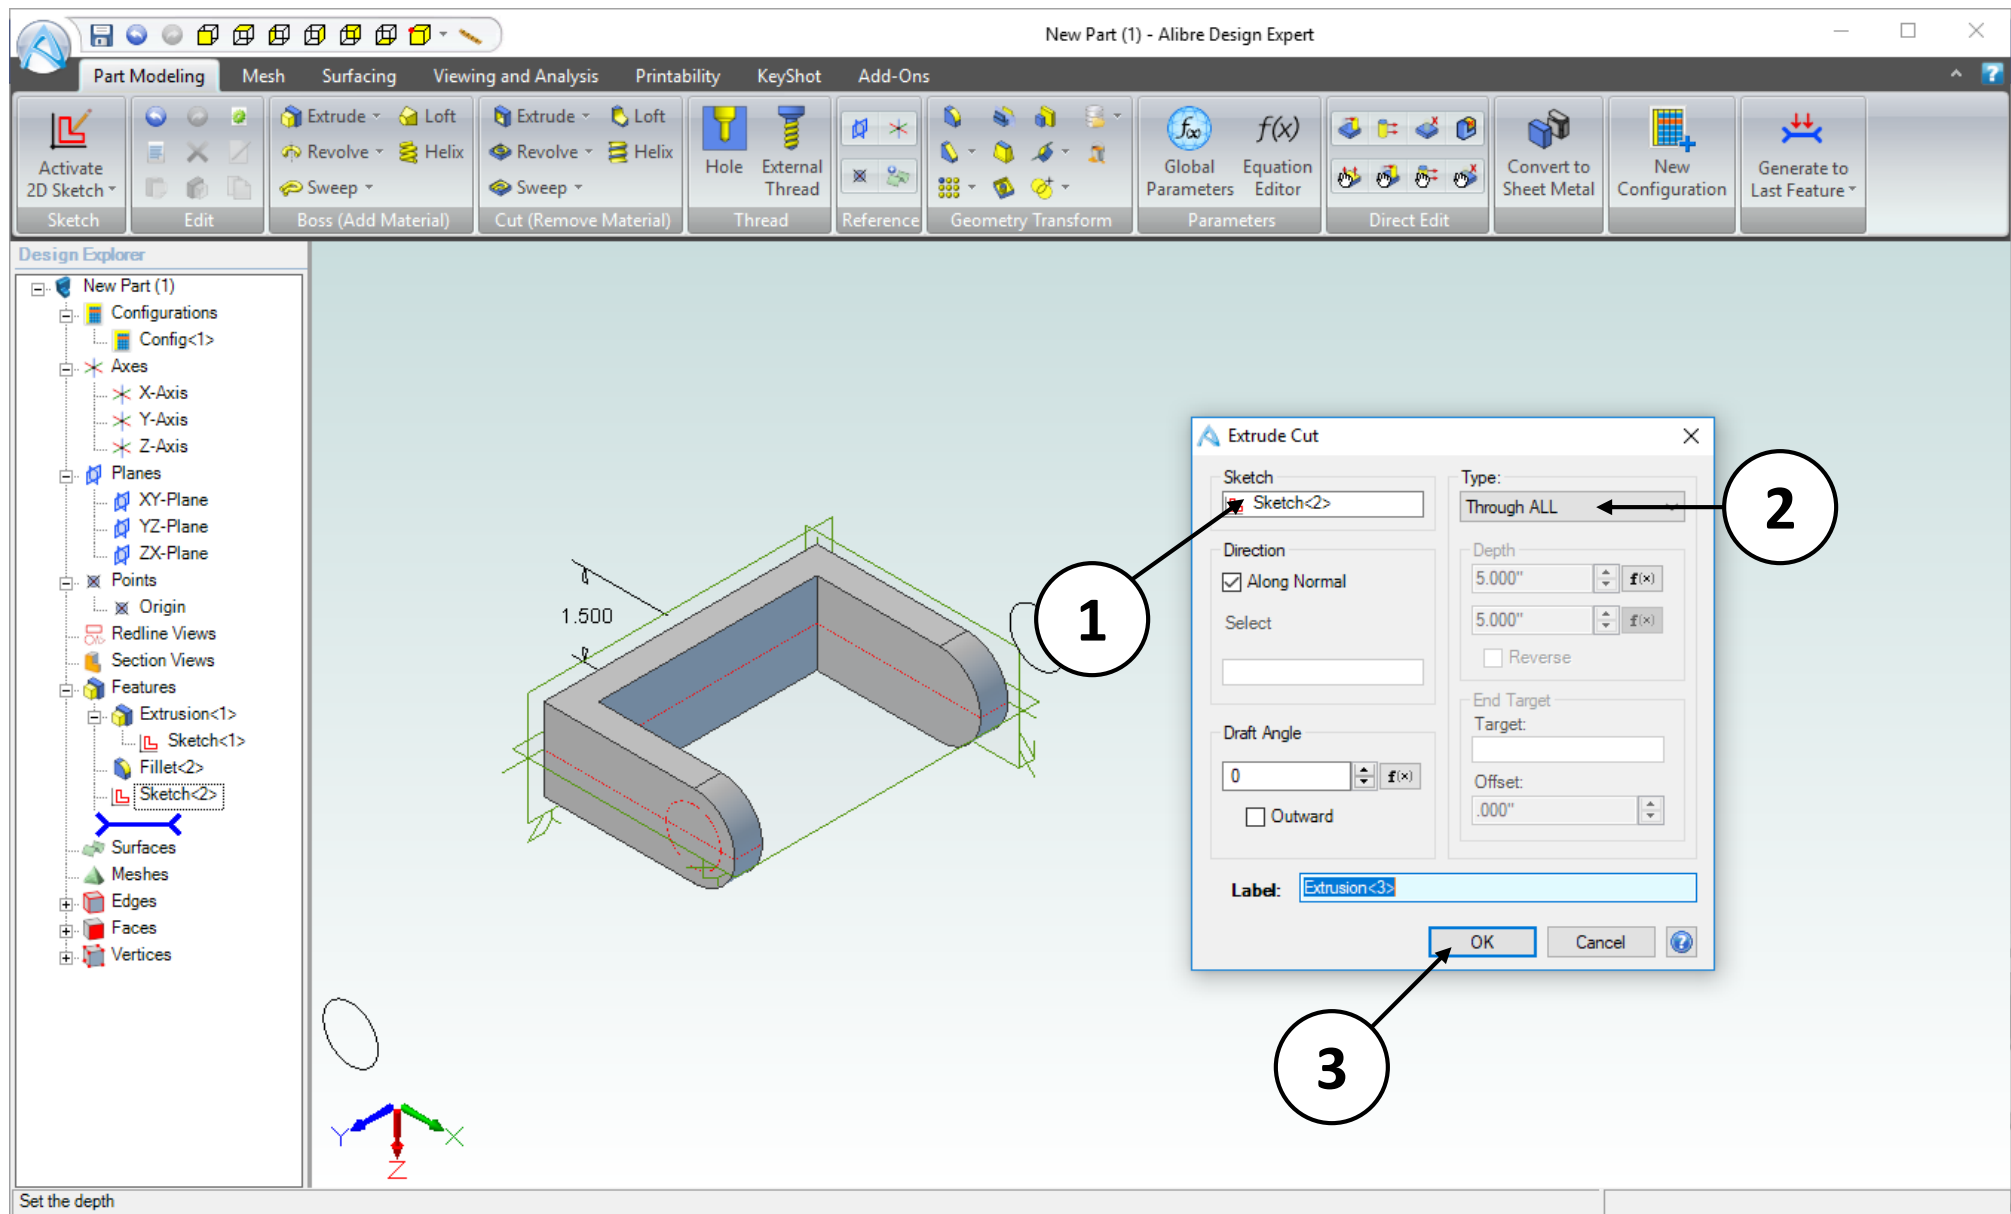 New Part (1) - Alibre Design Expert
Part Modeling Mesh Surfacing Viewing and Analysis Printability KeyShot Add-Ons
Activate
2D Sketch
Sketch
Edit
Extrude Loft
Revolve Helix
Sweep
Boss (Add Material)
Extrude Loft
Revolve Helix
Sweep
Cut (Remove Material)
Hole
External
Thread
Thread
Reference
Geometry Transform
Global
Parameters
f(x)
Equation
Editor
Parameters
Direct Edit
Convert to
Sheet Metal
New
Configuration
Generate to
Last Feature
Design Explorer
New Part (1)
Configurations
Config<1>
Axes
X-Axis
Y-Axis
Z-Axis
Planes
XY-Plane
YZ-Plane
ZX-Plane
Points
Origin
Redline Views
Section Views
Features
Extrusion<1>
Sketch<1>
Fillet<2>
Sketch<2>
Surfaces
Meshes
Edges
Faces
Vertices
1.500
Y
X
Z
Extrude Cut
Sketch
Sketch<2>
Direction
Along Normal
Select
Draft Angle
0 f(x)
Outward
Type:
Through ALL
Depth
5.000" f(x)
5.000" f(x)
Reverse
End Target
Target:
Offset:
.000"
Label: Extrusion<3>
OK Cancel
1
2
3
Set the depth